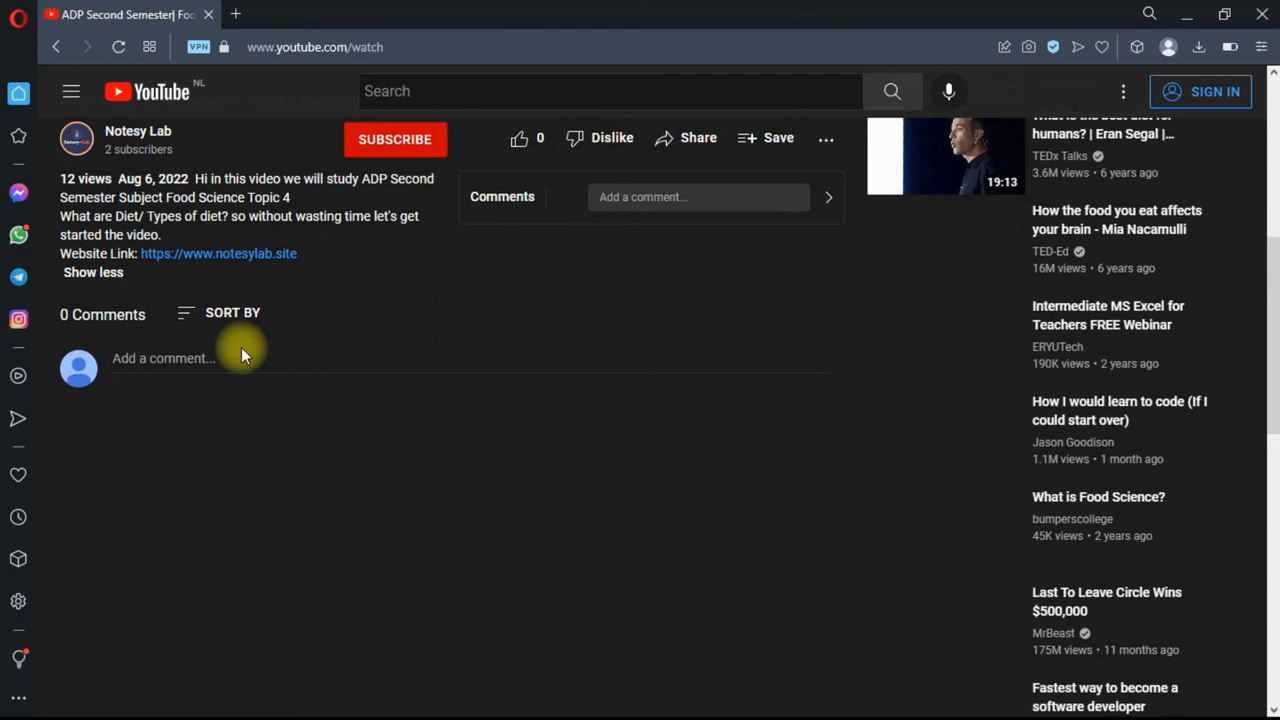 ADP Second Semester| Foo
VPN
www.youtube.com/watch
YouTube NL
Search
SIGN IN
Notesy Lab
2 subscribers
SUBSCRIBE
0
Dislike
Share
Save
12 views Aug 6, 2022 Hi in this video we will study ADP Second
Semester Subject Food Science Topic 4
What are Diet/ Types of diet? so without wasting time let's get
started the video.
Website Link: https://www.notesylab.site
Show less
Comments
Add a comment...
0 Comments
SORT BY
Add a comment...
19:13
humans? | Eran Segal |...
TEDx Talks
3.6M views • 6 years ago
How the food you eat affects
your brain - Mia Nacamulli
TED-Ed
16M views • 6 years ago
Intermediate MS Excel for
Teachers FREE Webinar
ERYUTech
190K views • 2 years ago
How I would learn to code (If I
could start over)
Jason Goodison
1.1M views • 1 month ago
What is Food Science?
bumperscollege
45K views • 2 years ago
Last To Leave Circle Wins
$500,000
MrBeast
175M views • 11 months ago
Fastest way to become a
software developer